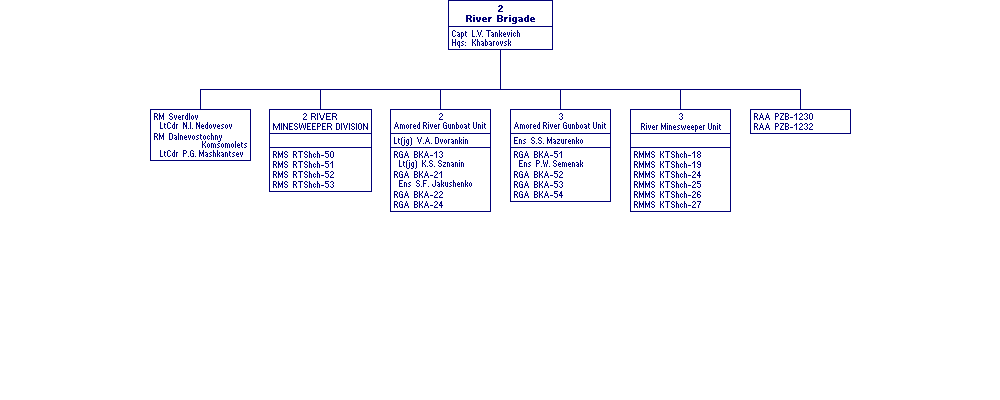 2
River Brigade
Capt L.V. Tankevich
Hqs: Khabarovsk
RM Sverdlov
LtCdr N.I. Nedovesov
RM Dalnevostochny
Komsomolets
LtCdr P.G. Mashkantsev
2 RIVER
MINESWEEPER DIVISION
RMS RTShch-50
RMS RTShch-51
RMS RTShch-52
RMS RTShch-53
2
Amored River Gunboat Unit
Lt(jg) V.A. Dvorankin
RGA BKA-13
Lt(jg) K.S. Sznanin
RGA BKA-21
Ens S.F. Jakushenko
RGA BKA-22
RGA BKA-24
3
Amored River Gunboat Unit
Ens S.S. Mazurenko
RGA BKA-51
Ens P.W. Semenak
RGA BKA-52
RGA BKA-53
RGA BKA-54
3
River Minesweeper Unit
RMMS KTShch-18
RMMS KTShch-19
RMMS KTShch-24
RMMS KTShch-25
RMMS KTShch-26
RMMS KTShch-27
RAA PZB-1230
RAA PZB-1232